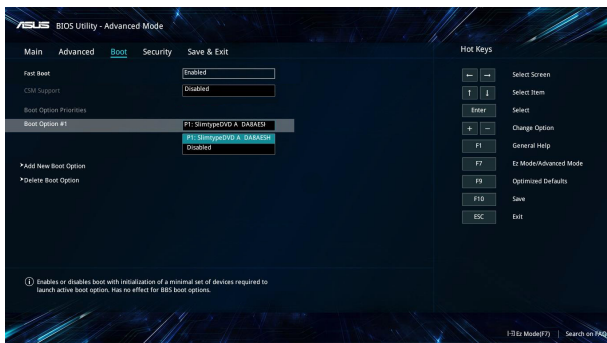 ASUS BIOS Utility - Advanced Mode
Main Advanced Boot Security Save & Exit
Hot Keys
Fast Boot Enabled
CSM Support Disabled
Boot Option Priorities
Boot Option #1 P1: SlimtypeDVD A DA8AESI
P1: SlimtypeDVD A DA8AESH
Disabled
>Add New Boot Option
>Delete Boot Option
← → Select Screen
↑ ↓ Select Item
Enter Select
+ − Change Option
F1 General Help
F7 Ez Mode/Advanced Mode
F9 Optimized Defaults
F10 Save
ESC Exit
i Enables or disables boot with initialization of a minimal set of devices required to
launch active boot option. Has no effect for BBS boot options.
Ez Mode(F7) | Search on FAQ